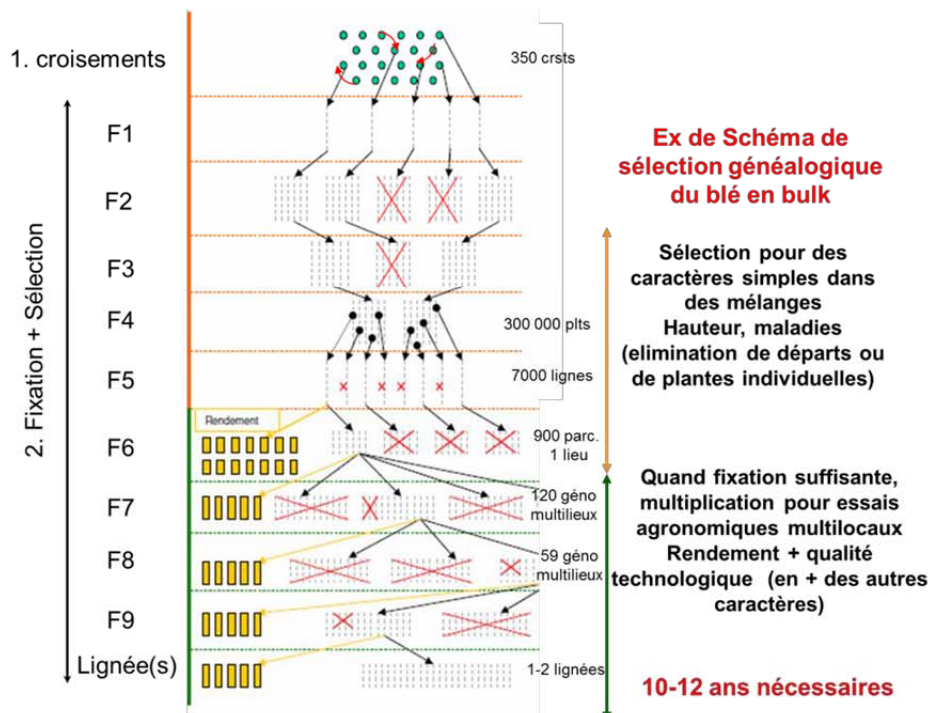 1. croisements
350 crsts
2. Fixation + Sélection
F1
F2
F3
F4
300 000 plts
F5
7000 lignes
Rendement
F6
900 parc.
1 lieu
F7
120 géno
multilieux
F8
59 géno
multilieux
F9
Lignée(s)
1-2 lignées
Ex de Schéma de
sélection généalogique
du blé en bulk
Sélection pour des
caractères simples dans
des mélanges
Hauteur, maladies
(elimination de départs ou
de plantes individuelles)
Quand fixation suffisante,
multiplication pour essais
agronomiques multilocaux
Rendement + qualité
technologique (en + des autres
caractères)
10-12 ans nécessaires